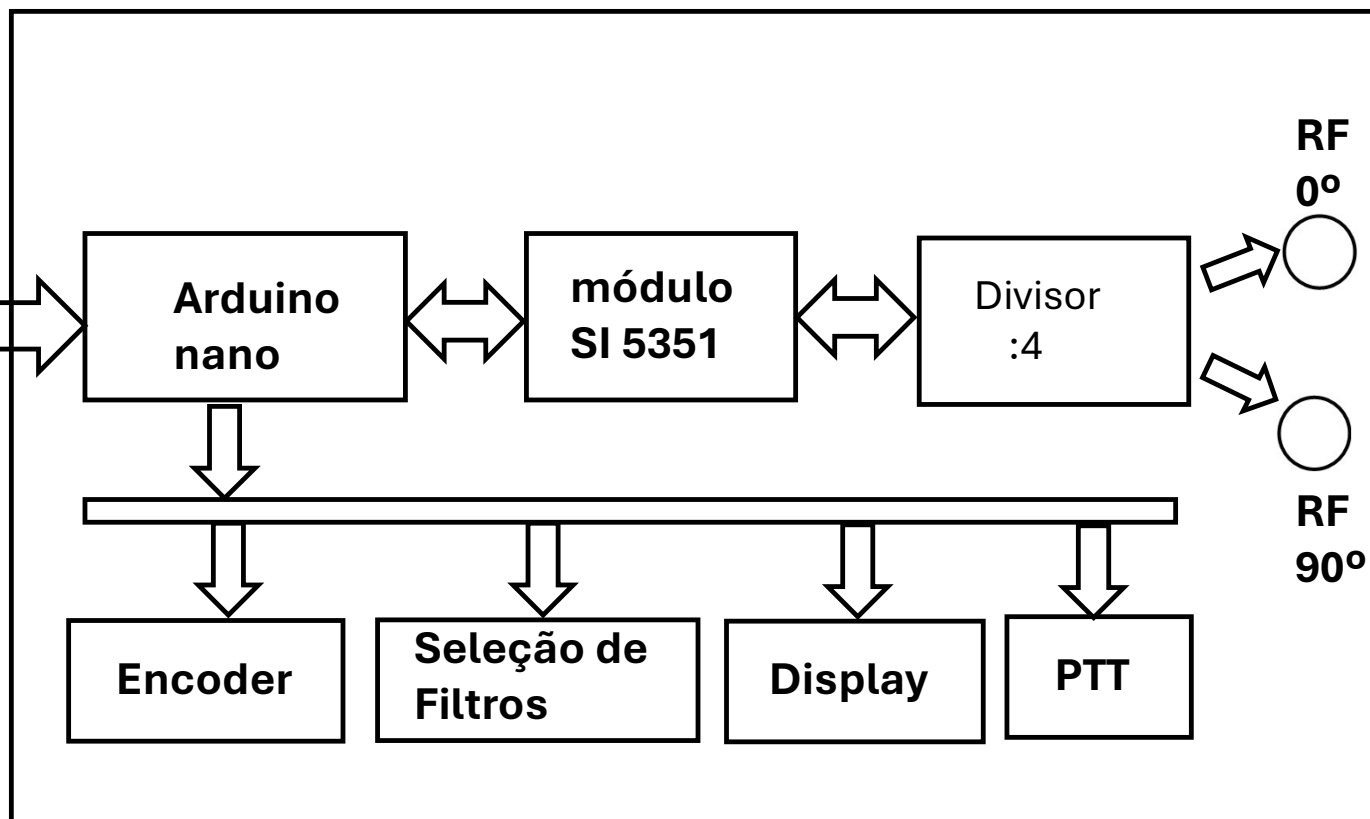 RF
0º
Arduino
nano
módulo
SI 5351
Divisor
:4
RF
90º
Encoder
Seleção de
Filtros
Display
PTT